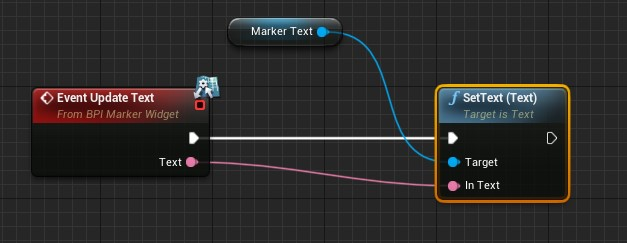 Marker Text
Event Update Text
From BPI Marker Widget
Text
f SetText (Text)
Target is Text
Target
In Text